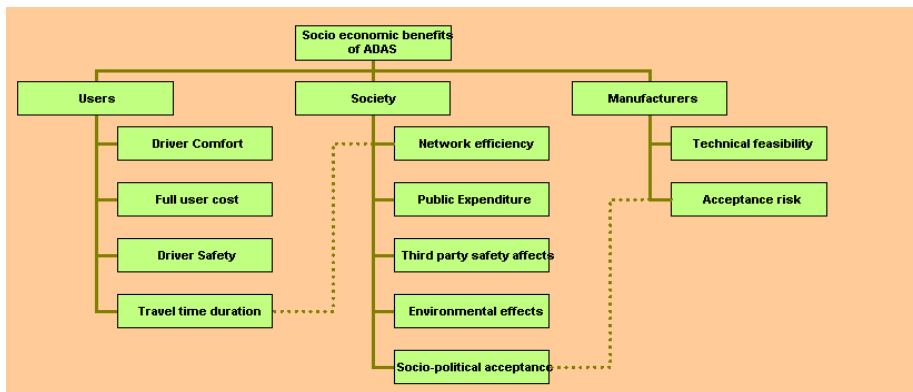 Socio economic benefits
of ADAS
Users
Society
Manufacturers
Driver Comfort
Network efficiency
Technical feasibility
Full user cost
Public Expenditure
Acceptance risk
Driver Safety
Third party safety affects
Travel time duration
Environmental effects
Socio-political acceptance